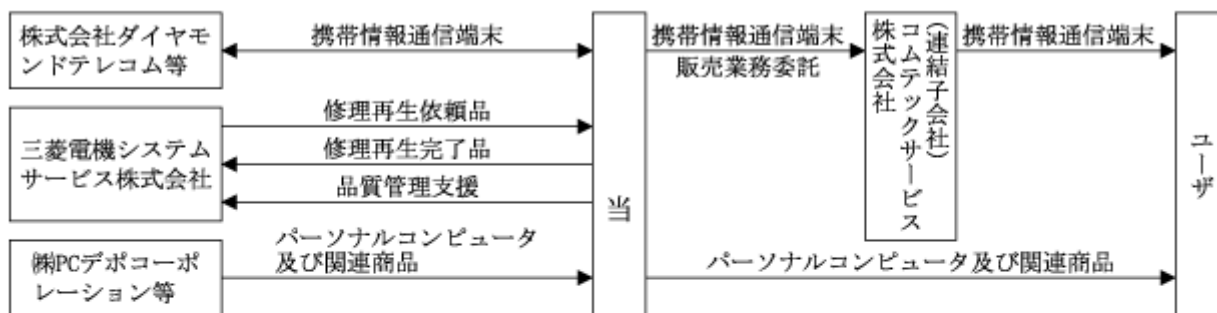 株式会社ダイヤモ
ンドテレコム等
携帯情報通信端末
三菱電機システム
サービス株式会社
修理再生依頼品
修理再生完了品
品質管理支援
㈱PCデポコーポ
レーション等
パーソナルコンピュータ
及び関連商品
当
携帯情報通信端末
販売業務委託
(連結子会社)
コムテックサービス
株式会社
携帯情報通信端末
パーソナルコンピュータ及び関連商品
ユーザ